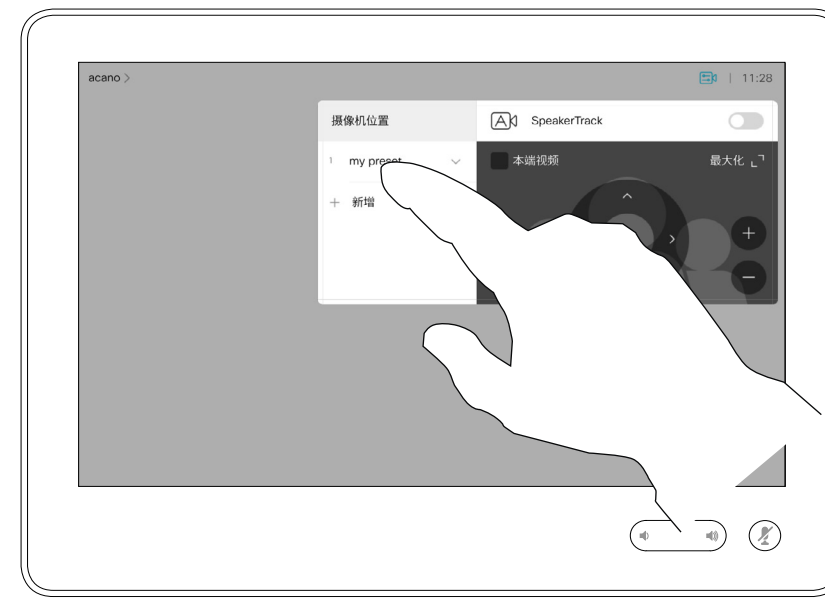 acano >
11:28
摄像机位置
SpeakerTrack
1 my preset
本端视频
最大化
+ 新增